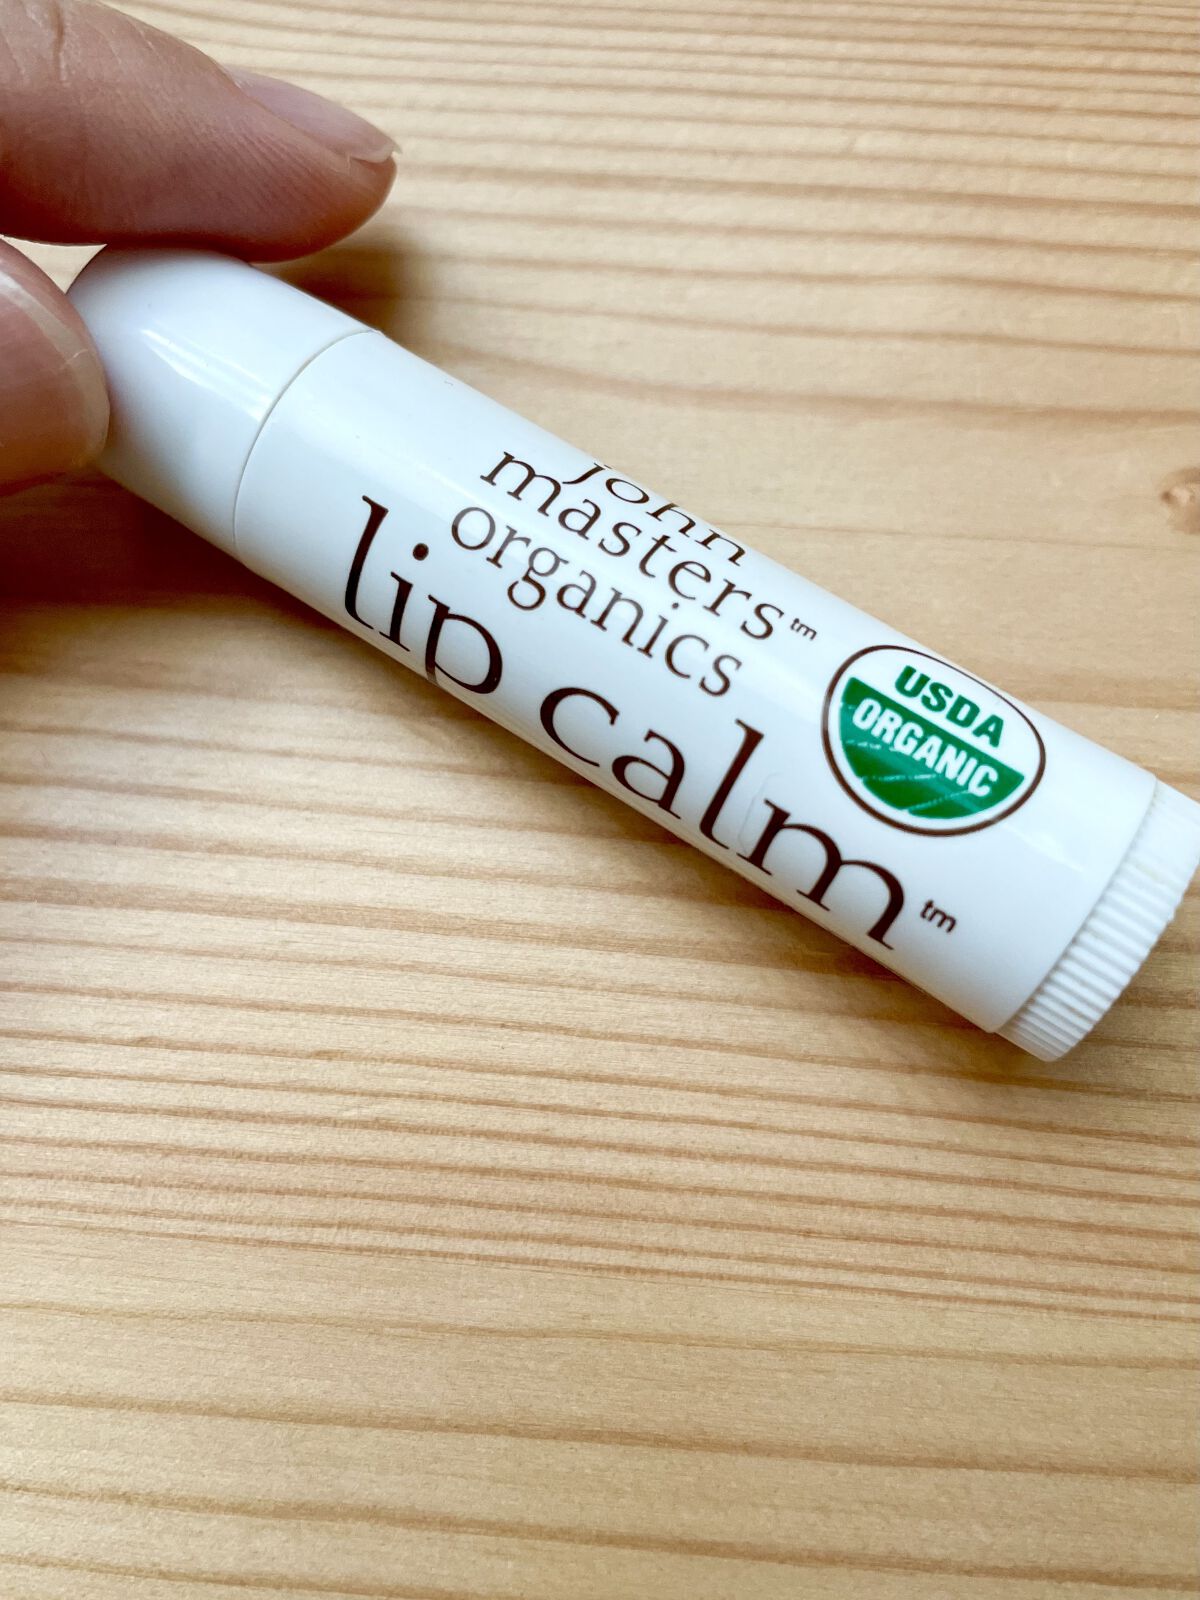 john
masters™
organics
lip calm™
USDA
ORGANIC